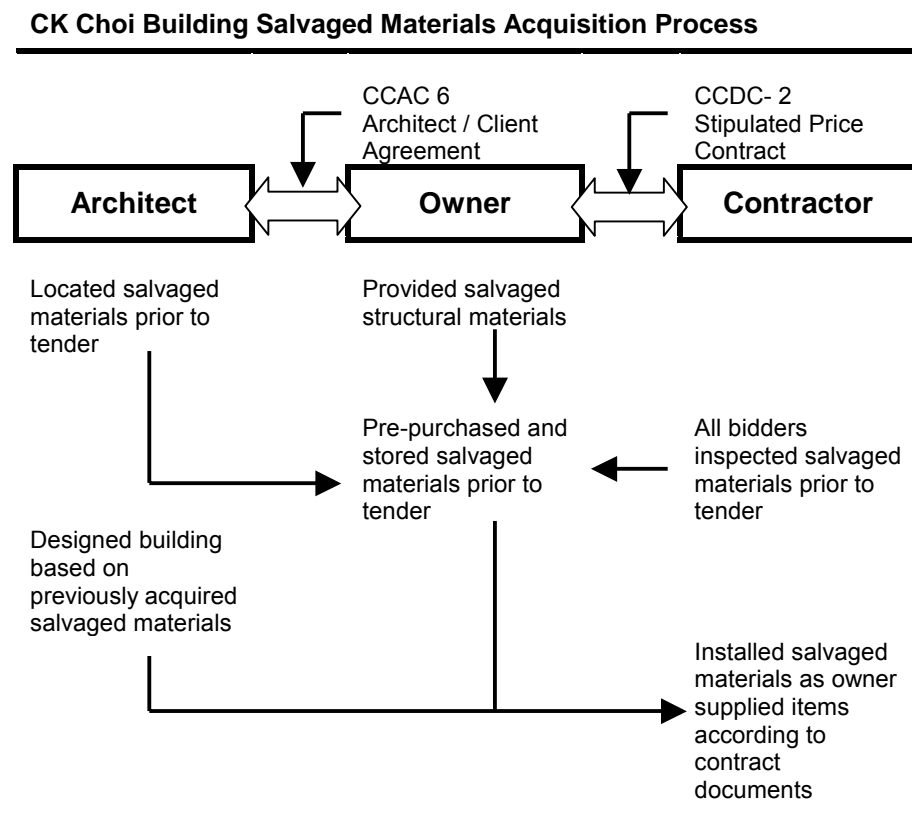 CK Choi Building Salvaged Materials Acquisition Process
CCAC 6
Architect / Client
Agreement
CCDC- 2
Stipulated Price
Contract
Architect
Owner
Contractor
Located salvaged
materials prior to
tender
Provided salvaged
structural materials
Pre-purchased and
stored salvaged
materials prior to
tender
All bidders
inspected salvaged
materials prior to
tender
Designed building
based on
previously acquired
salvaged materials
Installed salvaged
materials as owner
supplied items
according to
contract
documents